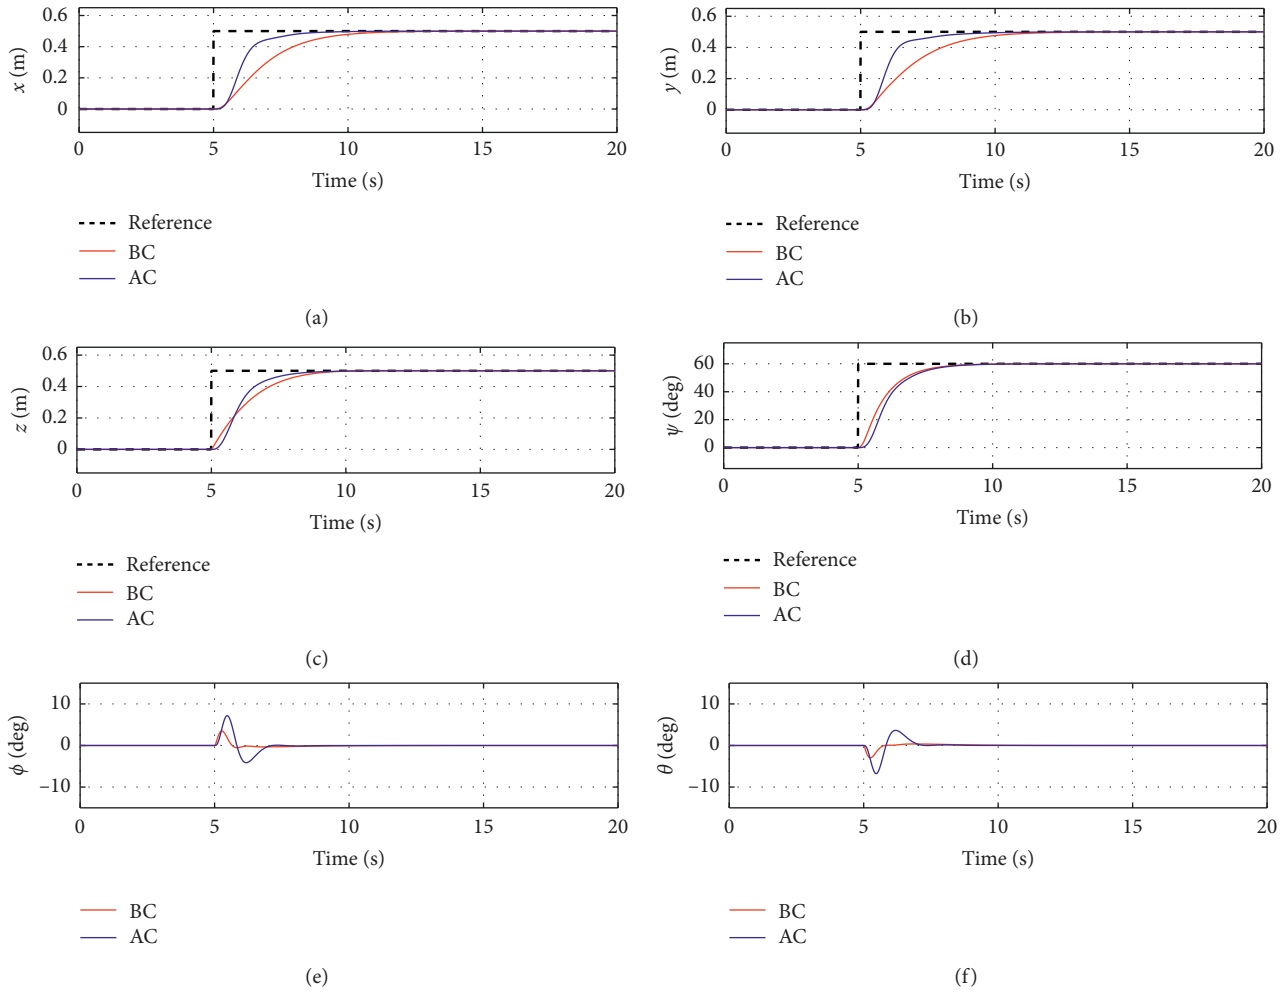 0.6
0.4
0.2
0
x (m)
0 5 10 15 20
Time (s)
Reference
BC
AC
(a)
0.6
0.4
0.2
0
y (m)
0 5 10 15 20
Time (s)
Reference
BC
AC
(b)
0.6
0.4
0.2
0
z (m)
0 5 10 15 20
Time (s)
Reference
BC
AC
(c)
60
40
20
0
ψ (deg)
0 5 10 15 20
Time (s)
Reference
BC
AC
(d)
10
0
−10
ϕ (deg)
0 5 10 15 20
Time (s)
BC
AC
(e)
10
0
−10
θ (deg)
0 5 10 15 20
Time (s)
BC
AC
(f)